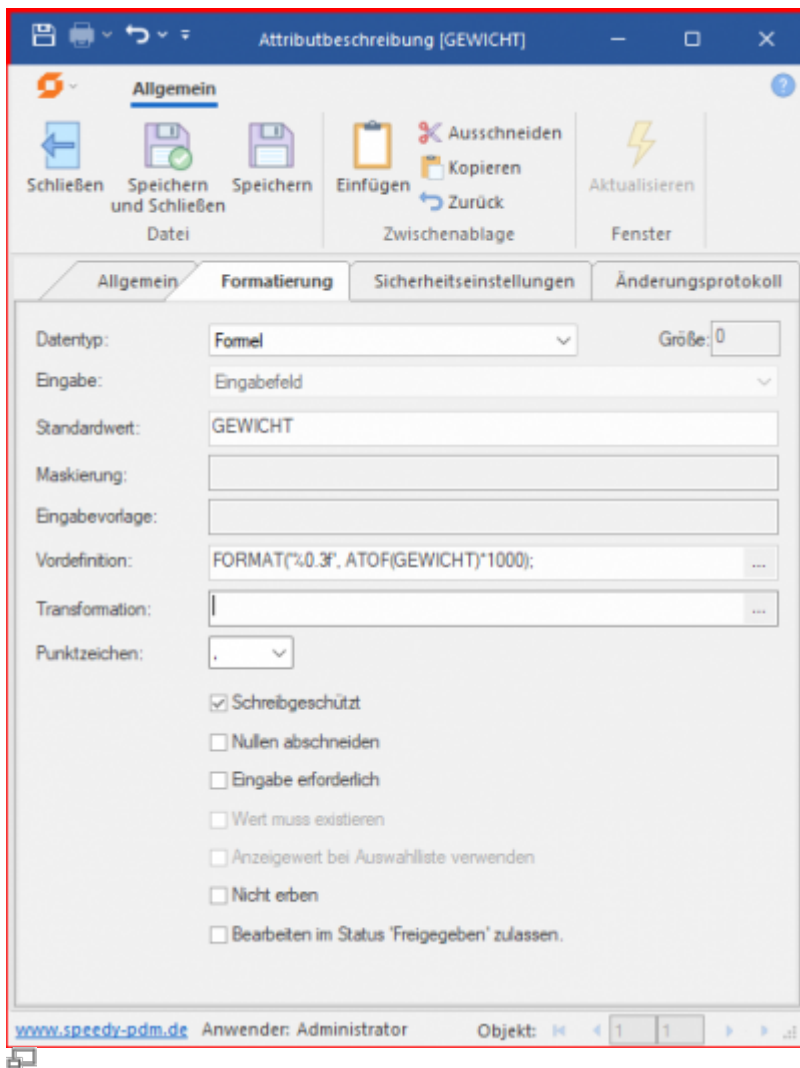 Attributbeschreibung [GEWICHT]
Allgemein
Schließen
Speichern und Schließen
Speichern
Einfügen
Ausschneiden
Kopieren
Zurück
Aktualisieren
Datei
Zwischenablage
Fenster
Allgemein
Formatierung
Sicherheitseinstellungen
Änderungsprotokoll
Datentyp: Formel Größe: 0
Eingabe: Eingabefeld
Standardwert: GEWICHT
Maskierung:
Eingabevorlage:
Vordefinition: FORMAT("%0.3f", ATOF(GEWICHT)*1000); ...
Transformation: ...
Punktzeichen: .
Schreibgeschützt
Nullen abschneiden
Eingabe erforderlich
Wert muss existieren
Anzeigewert bei Auswahlliste verwenden
Nicht erben
Bearbeiten im Status 'Freigegeben' zulassen.
www.speedy-pdm.de Anwender: Administrator Objekt: 1 1